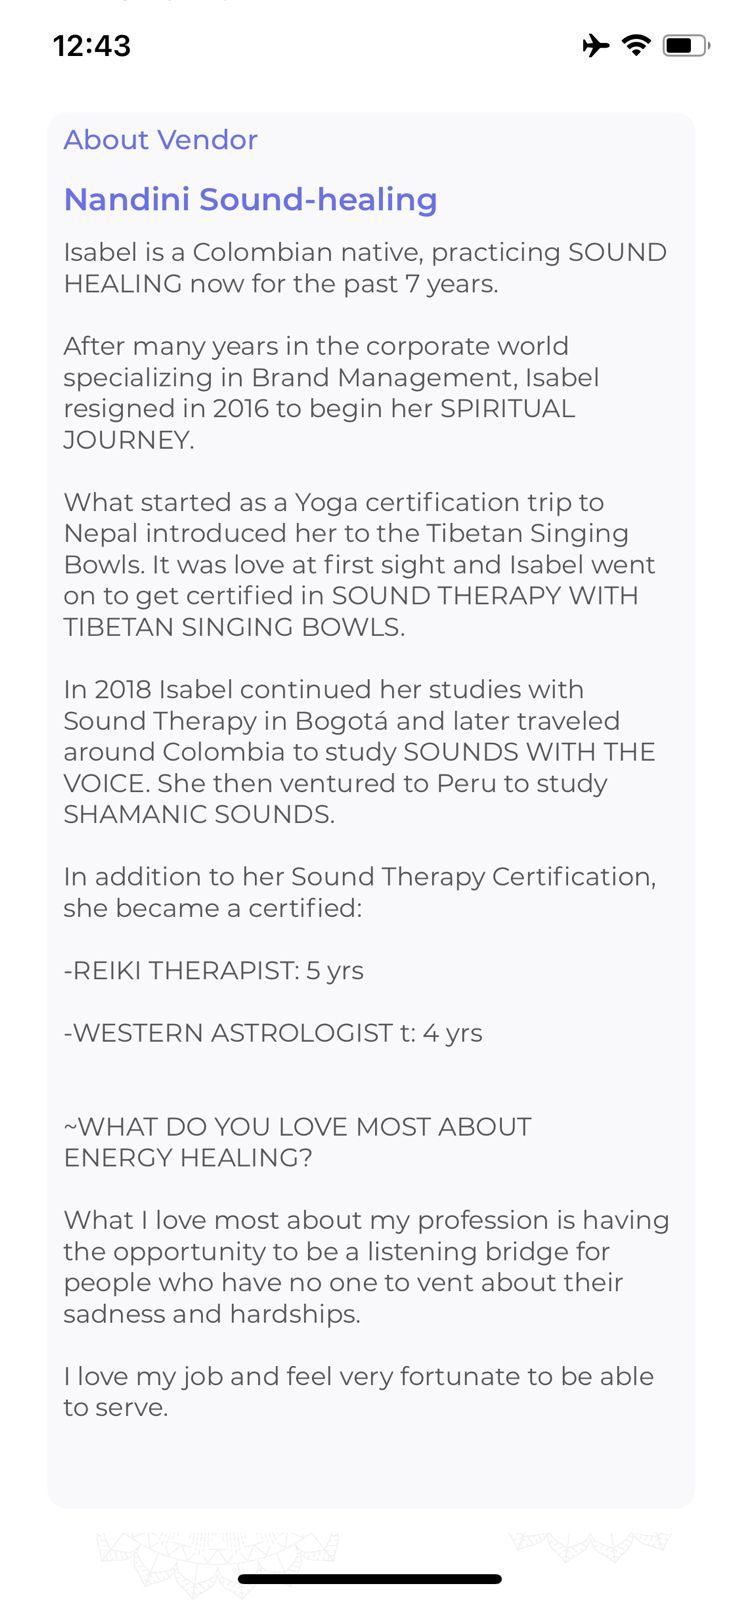 12:43
About Vendor
Nandini Sound-healing
Isabel is a Colombian native, practicing SOUND
HEALING now for the past 7 years.
After many years in the corporate world
specializing in Brand Management, Isabel
resigned in 2016 to begin her SPIRITUAL
JOURNEY.
What started as a Yoga certification trip to
Nepal introduced her to the Tibetan Singing
Bowls. It was love at first sight and Isabel went
on to get certified in SOUND THERAPY WITH
TIBETAN SINGING BOWLS.
In 2018 Isabel continued her studies with
Sound Therapy in Bogotá and later traveled
around Colombia to study SOUNDS WITH THE
VOICE. She then ventured to Peru to study
SHAMANIC SOUNDS.
In addition to her Sound Therapy Certification,
she became a certified:
-REIKI THERAPIST: 5 yrs
-WESTERN ASTROLOGIST t: 4 yrs
~WHAT DO YOU LOVE MOST ABOUT
ENERGY HEALING?
What I love most about my profession is having
the opportunity to be a listening bridge for
people who have no one to vent about their
sadness and hardships.
I love my job and feel very fortunate to be able
to serve.